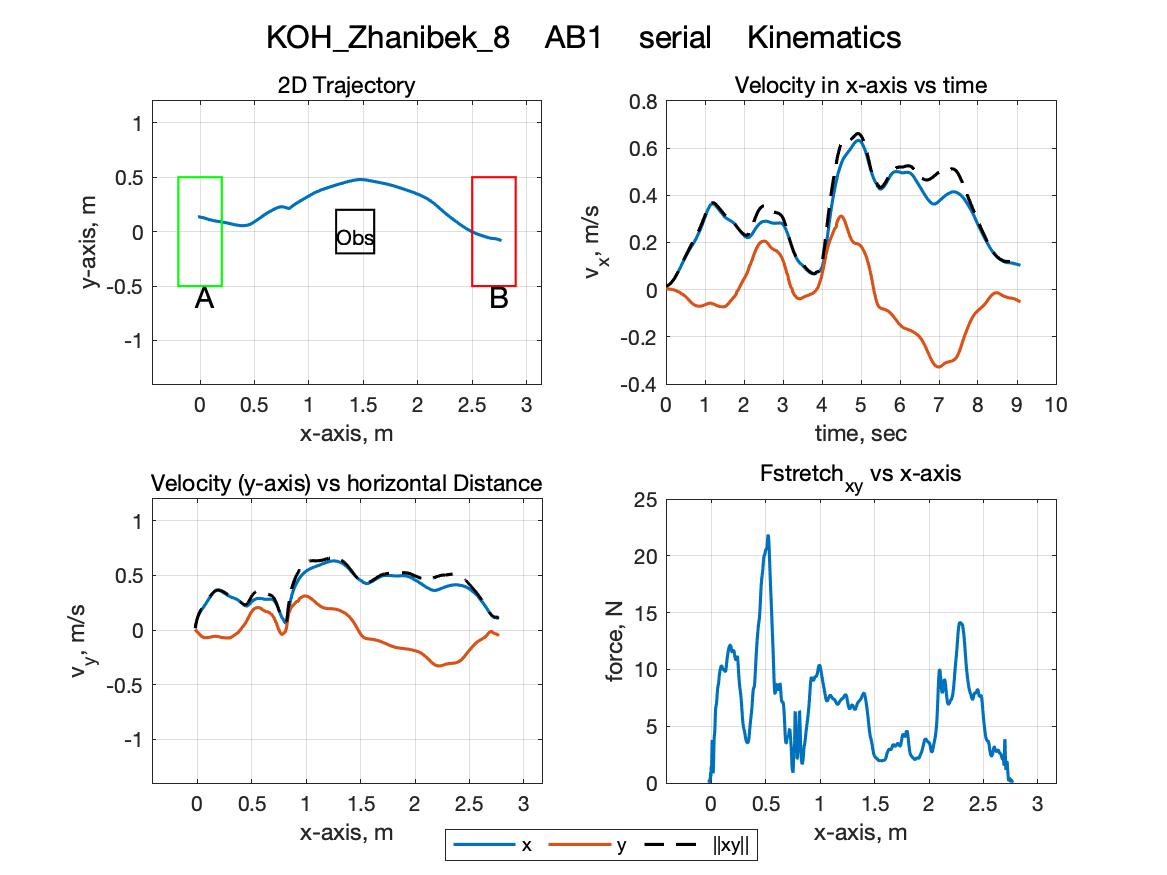 KOH_Zhanibek_8 AB1 serial Kinematics
2D Trajectory
1
0.5
0
-0.5
-1
y-axis, m
Obs
A
B
0 0.5 1 1.5 2 2.5 3
x-axis, m
Velocity in x-axis vs time
0.8
0.6
0.4
0.2
0
-0.2
-0.4
vx, m/s
0 1 2 3 4 5 6 7 8 9 10
time, sec
Velocity (y-axis) vs horizontal Distance
1
0.5
0
-0.5
-1
vy, m/s
0 0.5 1 1.5 2 2.5 3
x-axis, m
Fstretchxy vs x-axis
25
20
15
10
5
0
force, N
0 0.5 1 1.5 2 2.5 3
x-axis, m
x y ||xy||